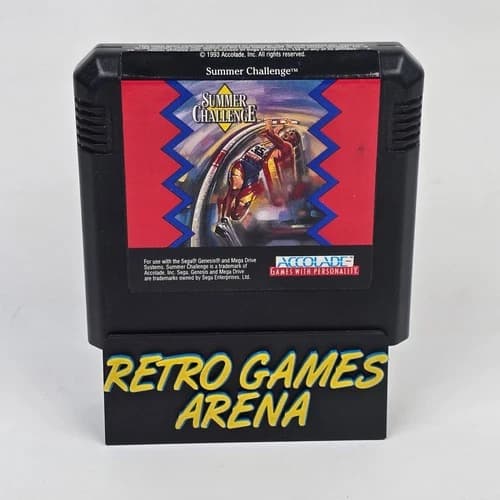 © 1993 Accolade, Inc. All rights reserved.
Summer Challenge™
SUMMER
CHALLENGE
For use with the Sega® Genesis® and Mega Drive
Systems. Summer Challenge is a trademark of
Accolade, Inc. Sega, Genesis and Mega Drive
are trademarks owned by Sega Enterprises, Ltd.
ACCOLADE™
GAMES WITH PERSONALITY
RETRO GAMES
ARENA